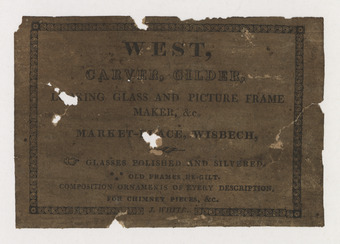 WEST,
CARVER, GILDER,
LOOKING GLASS AND PICTURE FRAME
MAKER, &c.
MARKET-PLACE, WISBECH,
☞ GLASSES POLISHED AND SILVERED.
OLD FRAMES RE-GILT.
COMPOSITION ORNAMENTS OF EVERY DESCRIPTION,
FOR CHIMNEY PIECES, &c.